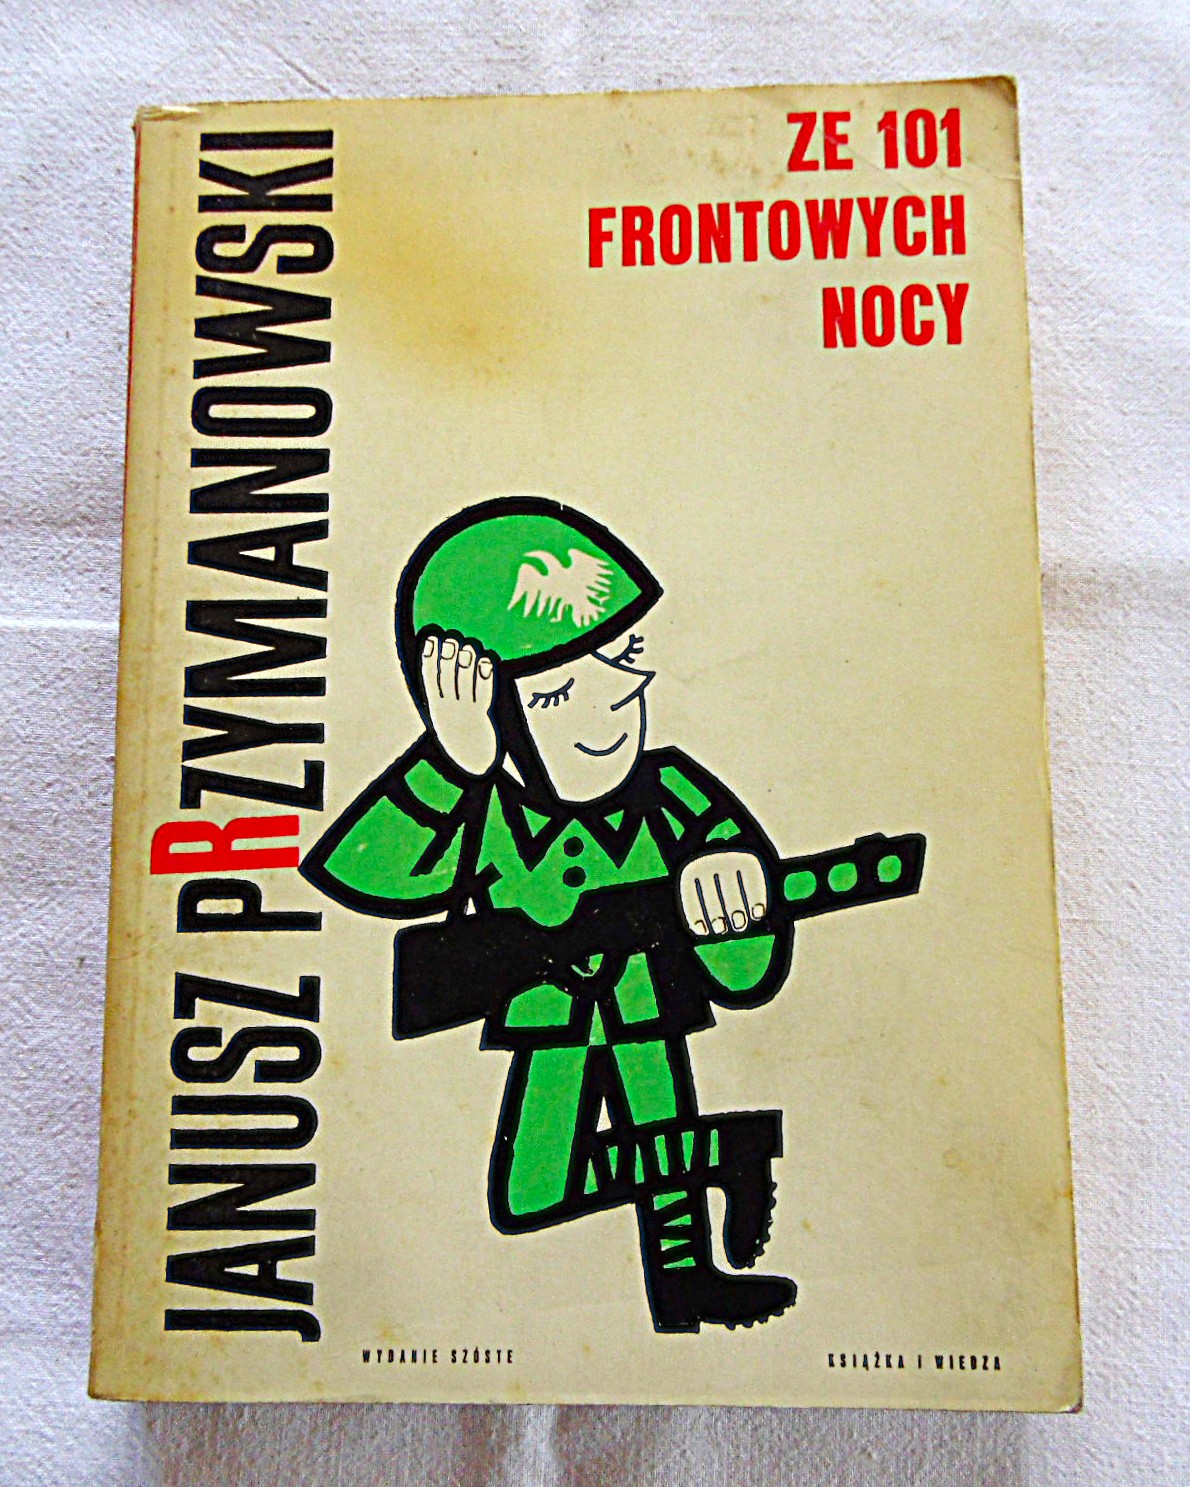 JANUSZ PRZYMANOWSKI
ZE 101
FRONTOWYCH
NOCY
WYDANIE SZÓSTE
KSIĄŻKA I WIEDZA